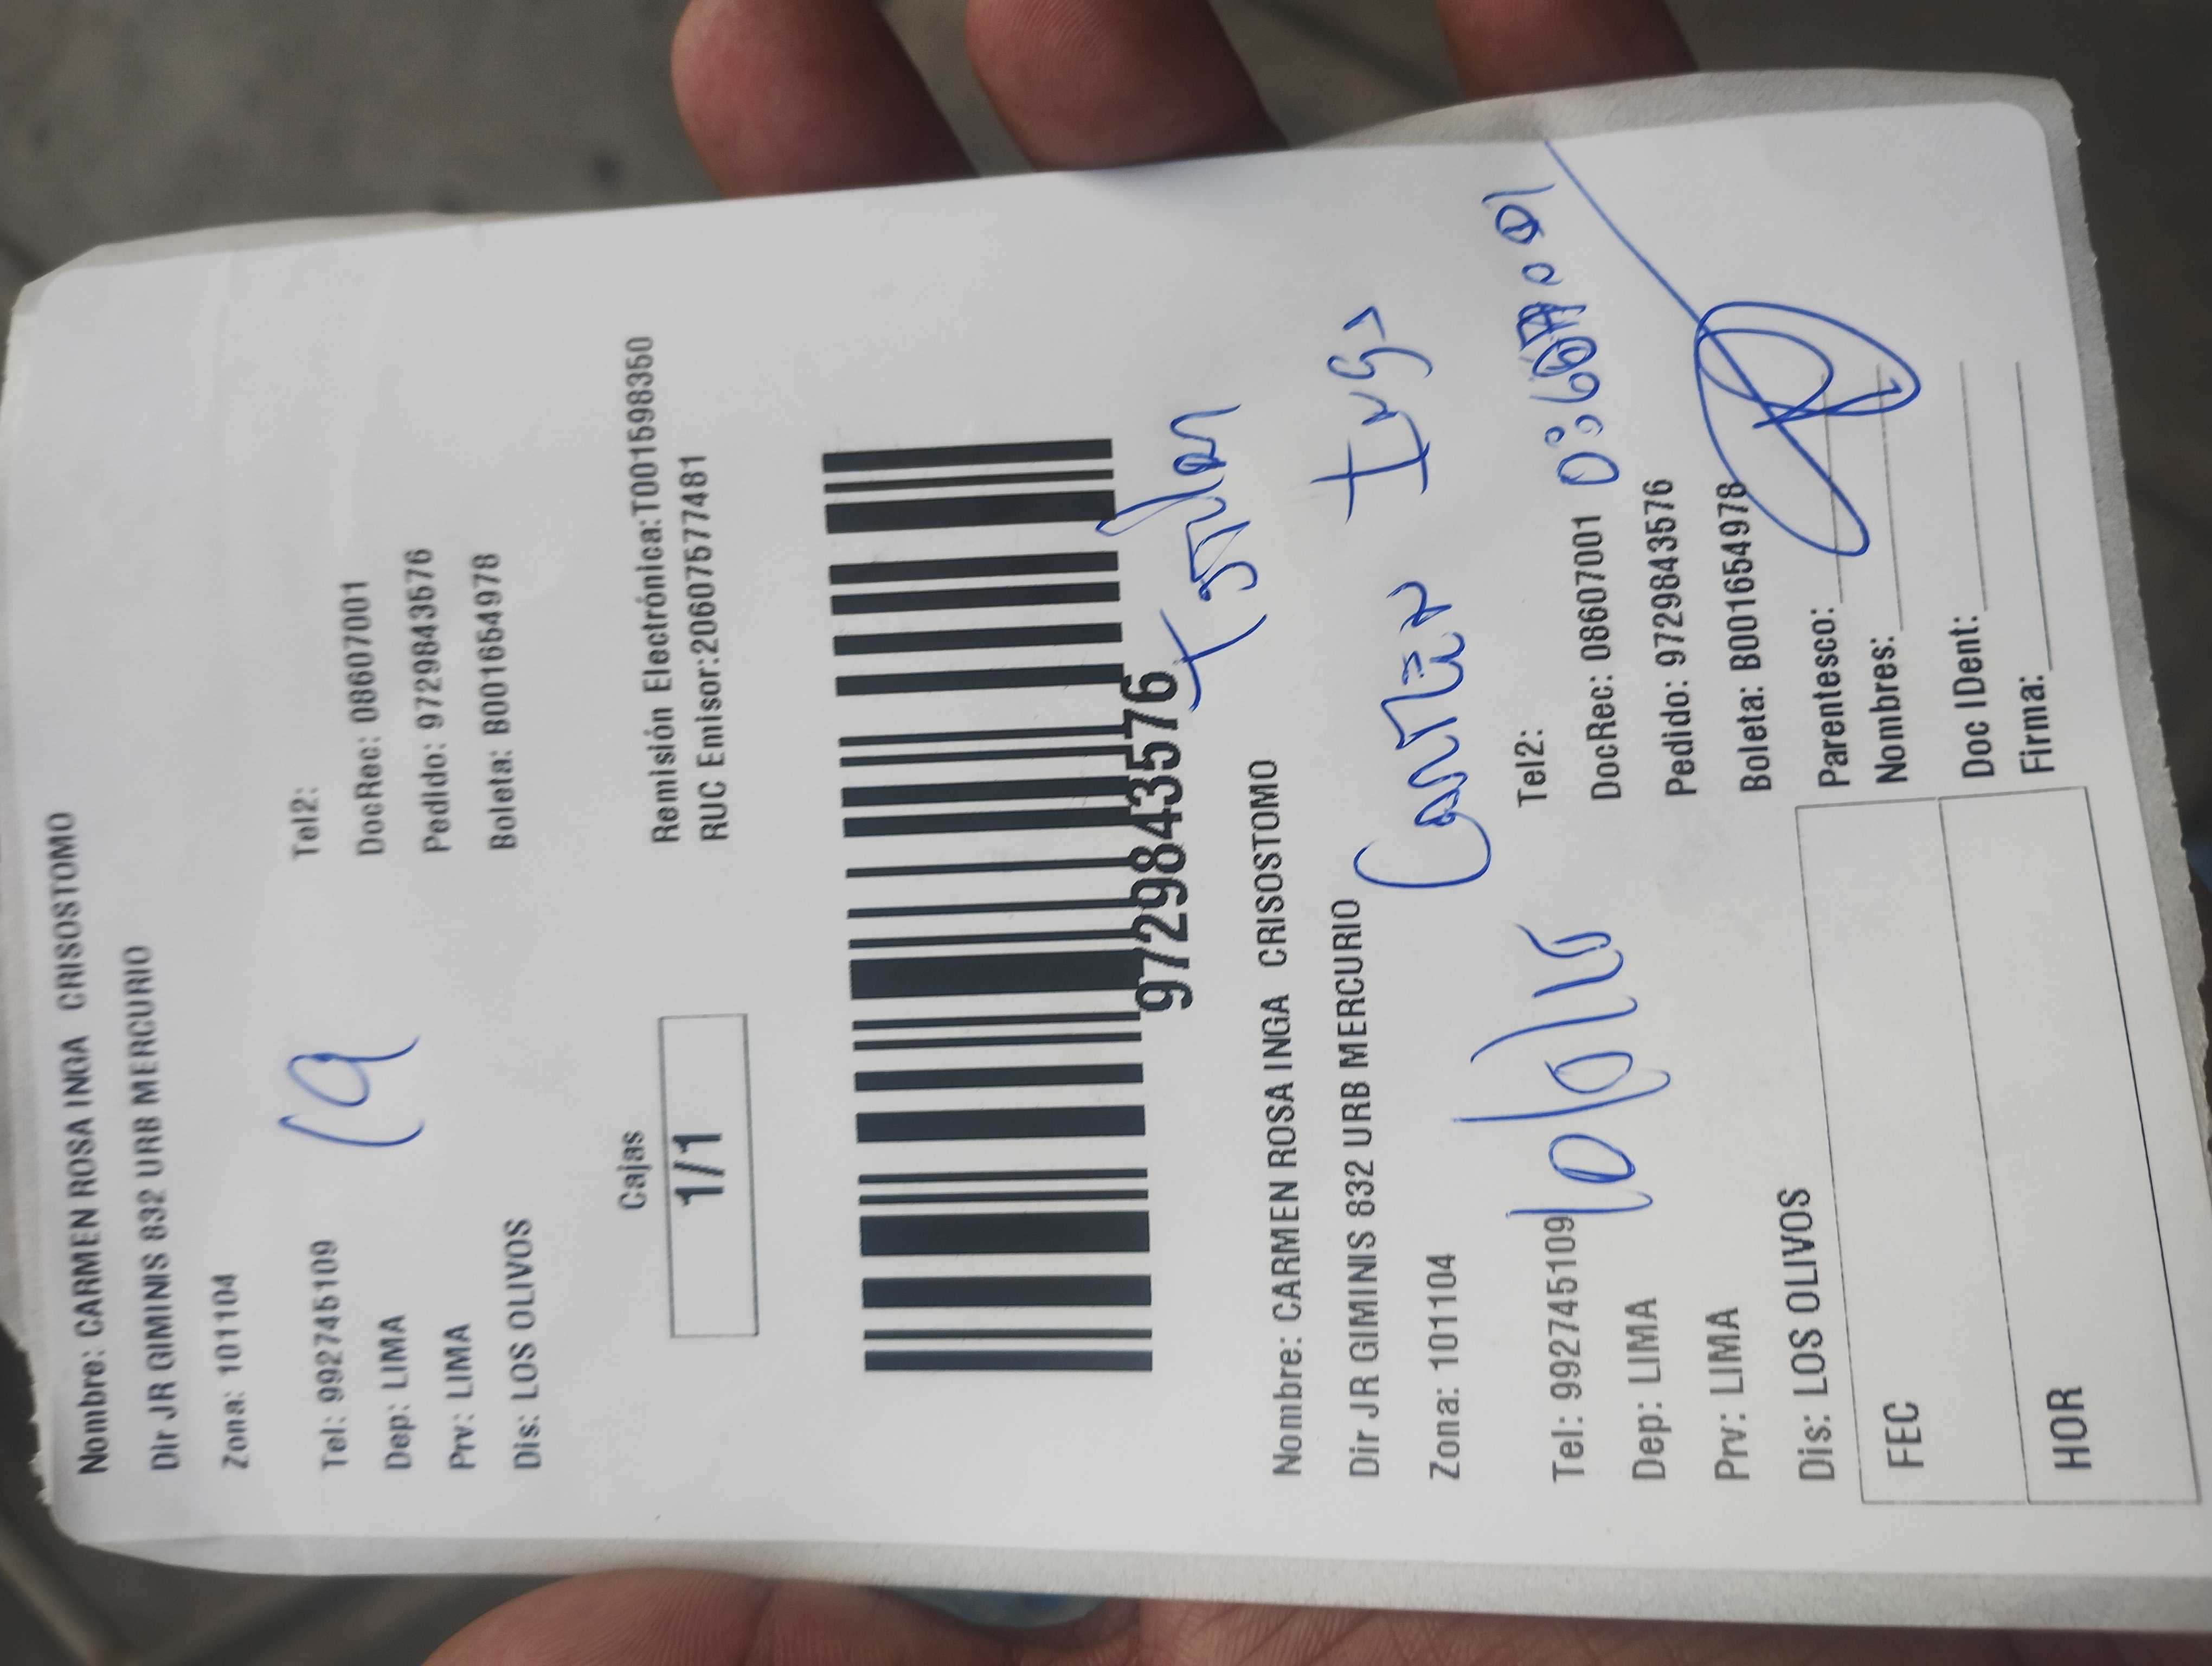 Nombre: CARMEN ROSA INGA CRISOSTOMO
Dir JR GIMINIS 832 URB MERCURIO
Zona: 101104
Tel: 992745109
Tel2:
Dep: LIMA
DocRec: 08607001
Prv: LIMA
Pedido: 9729843576
Dis: LOS OLIVOS
Boleta: B001654978
Cajas
1/1
Remisión Electrónica:T001598350
RUC Emisor:20607577481
9729843576
Nombre: CARMEN ROSA INGA CRISOSTOMO
Dir JR GIMINIS 832 URB MERCURIO
Carmen Inga
Zona: 101104
Tel: 992745109
Tel2:
Dep: LIMA
DocRec: 08607001
Prv: LIMA
Pedido: 9729843576
Dis: LOS OLIVOS
Boleta: B001654978
FEC
HOR
Parentesco:
Nombres:
Doc IDent:
Firma: